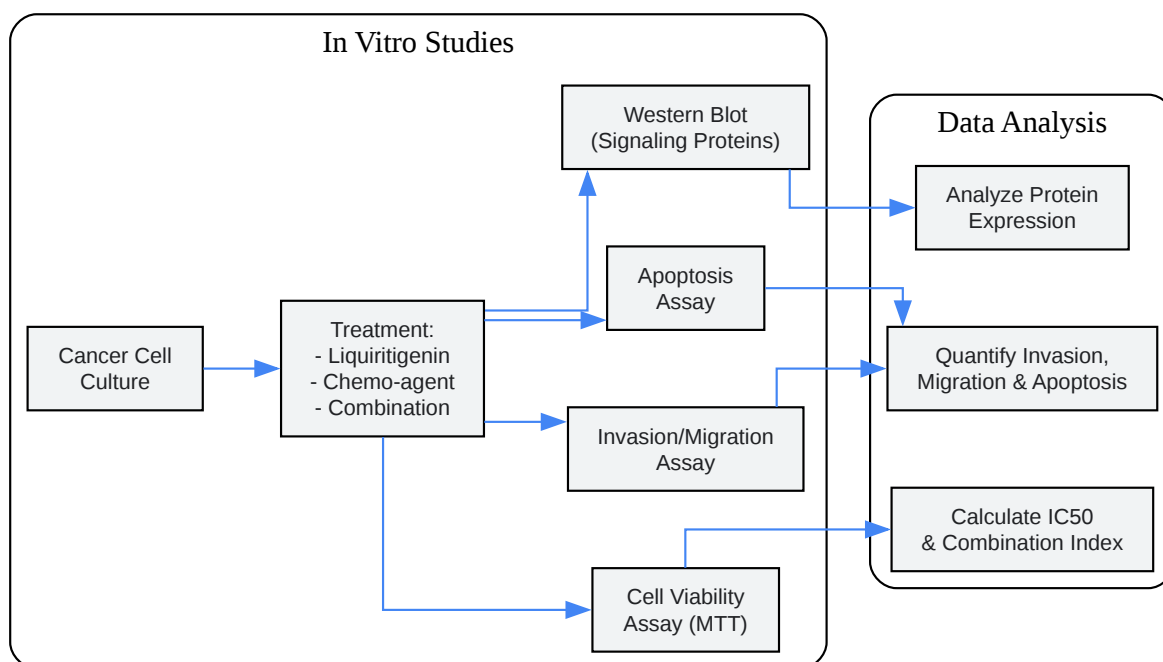 In Vitro Studies
Cancer Cell
Culture
Treatment:
- Liquiritigenin
- Chemo-agent
- Combination
Western Blot
(Signaling Proteins)
Apoptosis
Assay
Invasion/Migration
Assay
Cell Viability
Assay (MTT)
Data Analysis
Analyze Protein
Expression
Quantify Invasion,
Migration & Apoptosis
Calculate IC50
& Combination Index